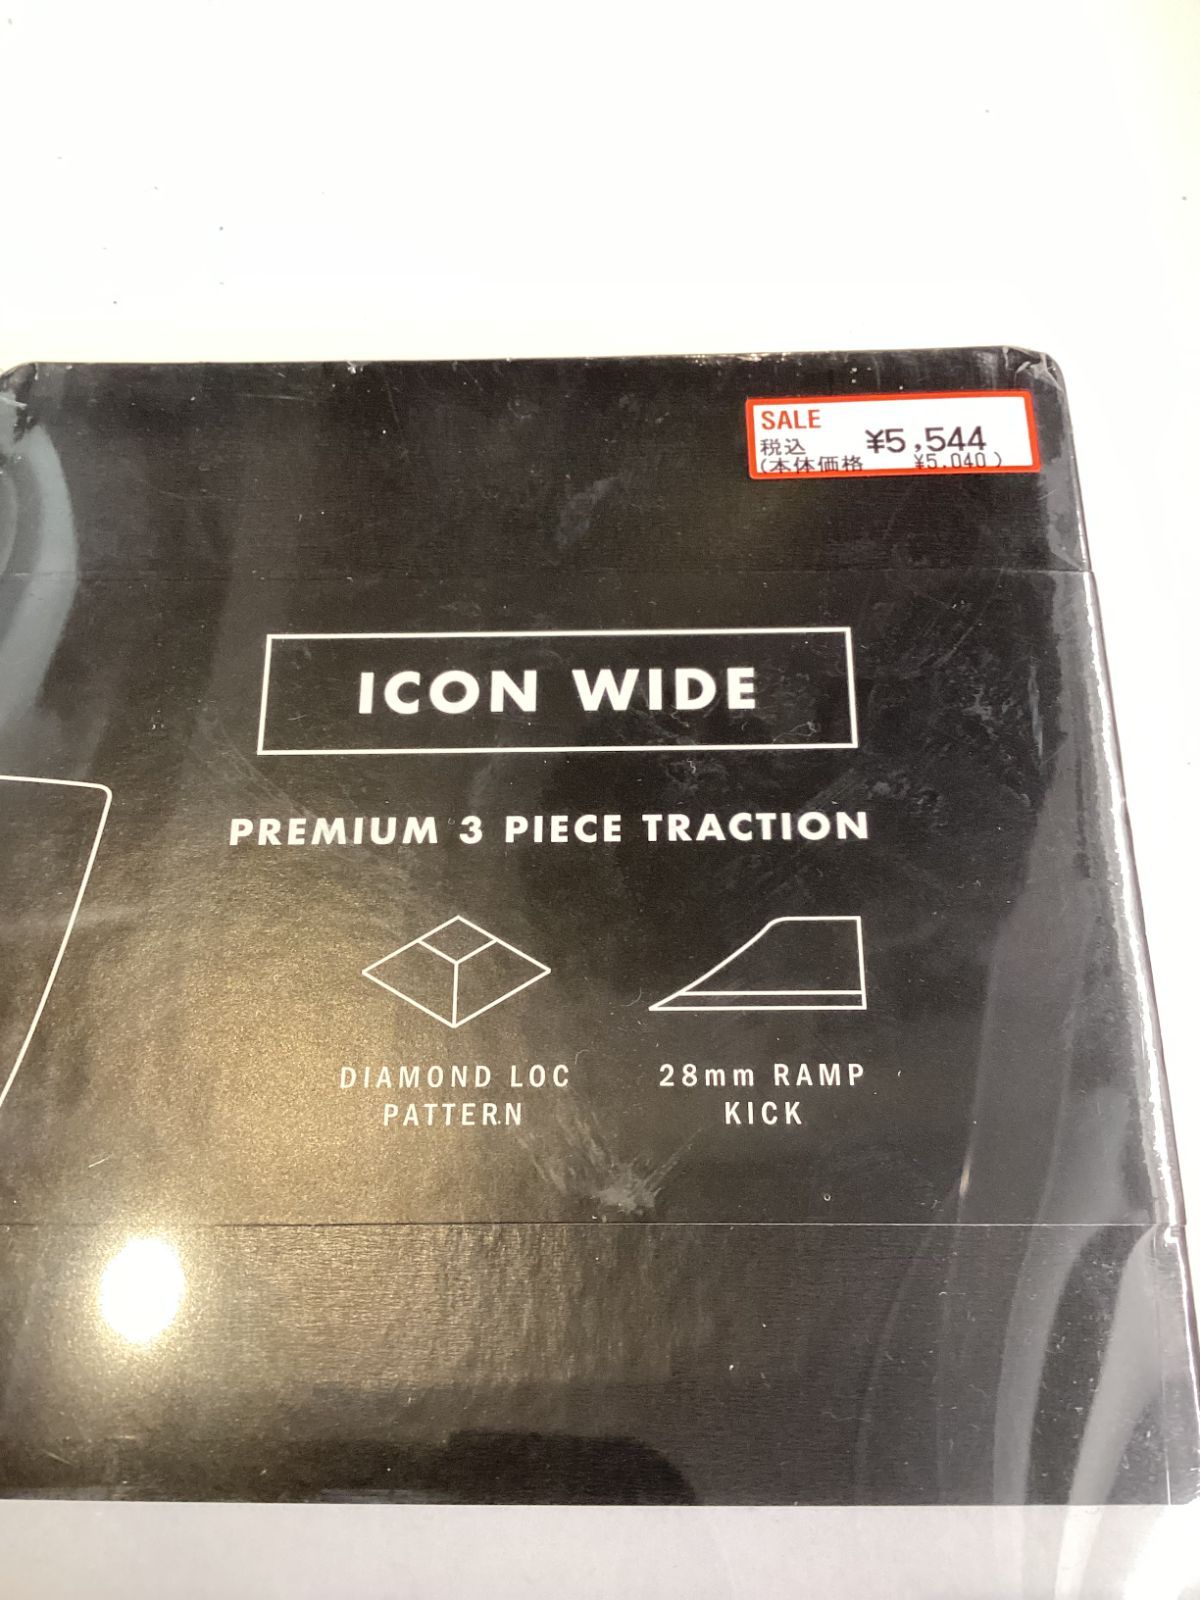 SALE
税込 ¥5,544
(本体価格 ¥5,040)
ICON WIDE
PREMIUM 3 PIECE TRACTION
DIAMOND LOC
PATTERN
28mm RAMP
KICK